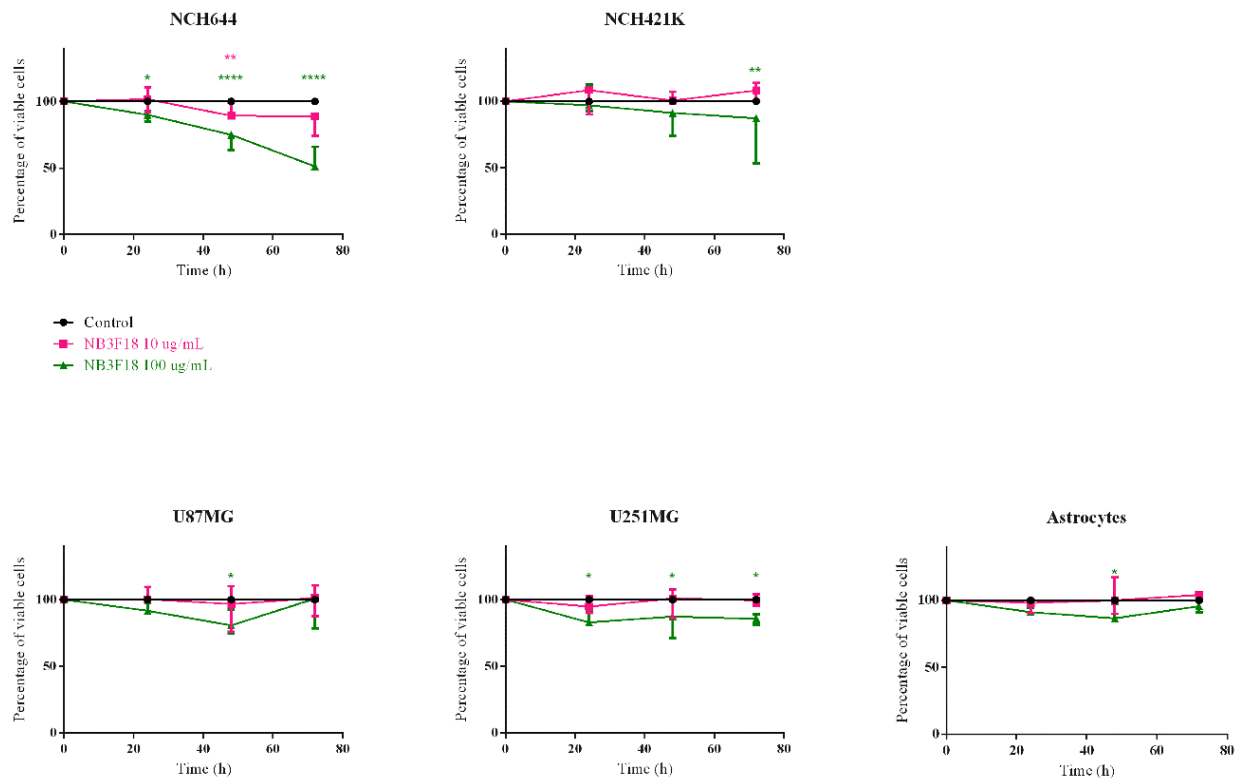 NCH644
NCH421K
**
*
****
****
**
Percentage of viable cells
100
50
0
0
20
40
60
80
Time (h)
Percentage of viable cells
100
50
0
0
20
40
60
80
Time (h)
Control
NB3F18 10 ug/mL
NB3F18 100 ug/mL
U87MG
U251MG
Astrocytes
*
*
*
*
*
Percentage of viable cells
100
50
0
0
20
40
60
80
Time (h)
Percentage of viable cells
100
50
0
0
20
40
60
80
Time (h)
Percentage of viable cells
100
50
0
0
20
40
60
80
Time (h)